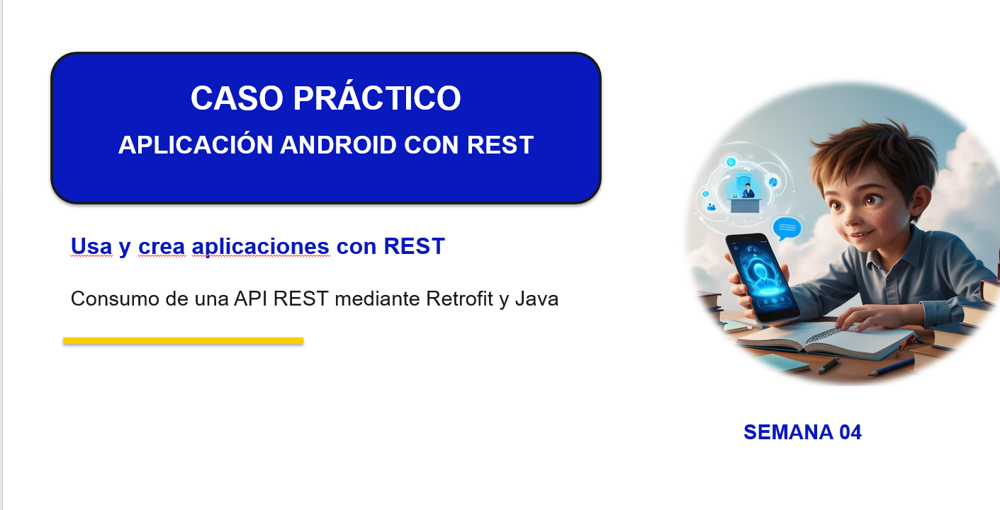 CASO PRÁCTICO
APLICACIÓN ANDROID CON REST
Usa y crea aplicaciones con REST
Consumo de una API REST mediante Retrofit y Java
SEMANA 04